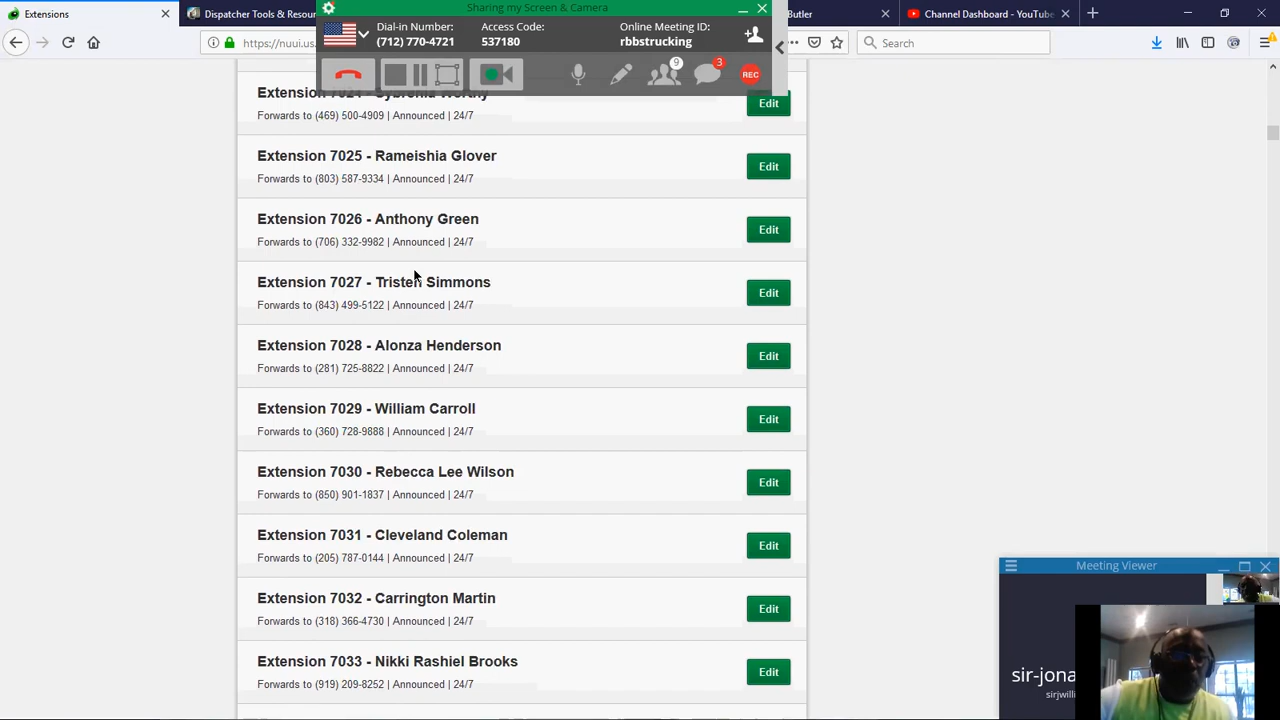 Sharing my Screen & Camera
Extensions
Dispatcher Tools & Resou
Butler
Channel Dashboard - YouTube
Dial-in Number:
(712) 770-4721
Access Code:
537180
Online Meeting ID:
rbbstrucking
https://nuui.us
Search
9
3
REC
Forwards to (469) 500-4909 | Announced | 24/7
Edit
Extension 7025 - Rameishia Glover
Forwards to (803) 587-9334 | Announced | 24/7
Edit
Extension 7026 - Anthony Green
Forwards to (706) 332-9982 | Announced | 24/7
Edit
Extension 7027 - Tristen Simmons
Forwards to (843) 499-5122 | Announced | 24/7
Edit
Extension 7028 - Alonza Henderson
Forwards to (281) 725-8822 | Announced | 24/7
Edit
Extension 7029 - William Carroll
Forwards to (360) 728-9888 | Announced | 24/7
Edit
Extension 7030 - Rebecca Lee Wilson
Forwards to (850) 901-1837 | Announced | 24/7
Edit
Extension 7031 - Cleveland Coleman
Forwards to (205) 787-0144 | Announced | 24/7
Edit
Extension 7032 - Carrington Martin
Forwards to (318) 366-4730 | Announced | 24/7
Edit
Extension 7033 - Nikki Rashiel Brooks
Forwards to (919) 209-8252 | Announced | 24/7
Edit
Meeting Viewer
sir-jona
sirjwilli